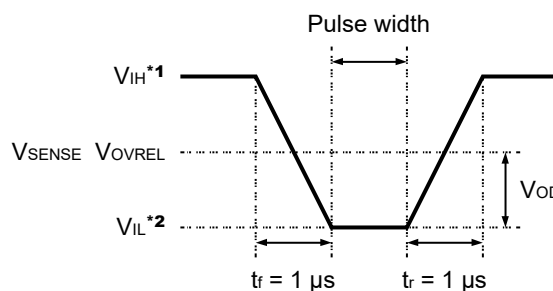 Pulse width
VIH*1
VSENSE VOVREL
VOD
VIL*2
tf = 1 µs
tr = 1 µs